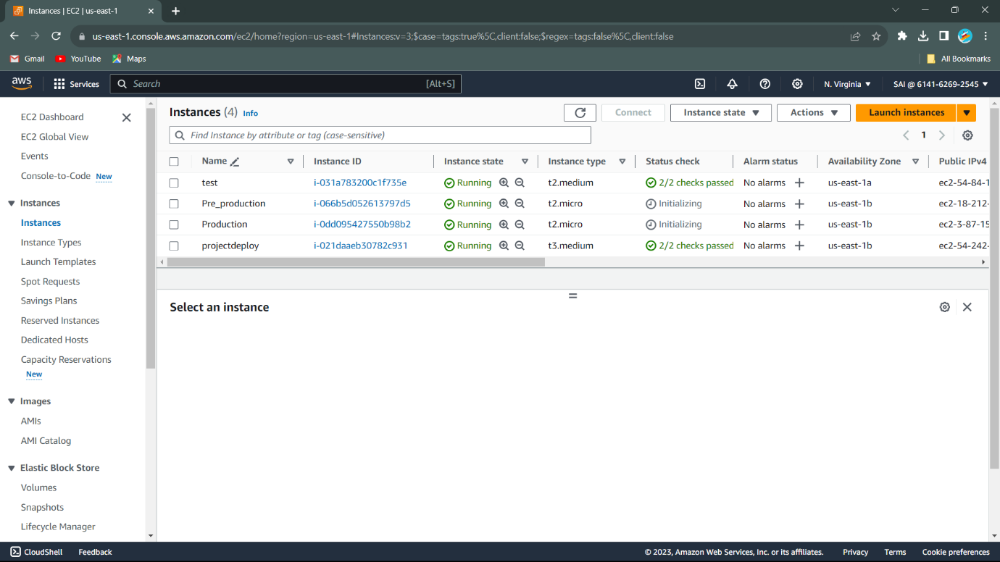 Instances | EC2 | us-east-1
us-east-1.console.aws.amazon.com/ec2/home?region=us-east-1#Instances:v=3;$case=tags:true%5C,client:false;$regex=tags:false%5C,client:false
Gmail YouTube Maps All Bookmarks
aws Services Search [Alt+S] N. Virginia SAI @ 6141-6269-2545
EC2 Dashboard
EC2 Global View
Events
Console-to-Code New
Instances
Instances
Instance Types
Launch Templates
Spot Requests
Savings Plans
Reserved Instances
Dedicated Hosts
Capacity Reservations
New
Images
AMIs
AMI Catalog
Elastic Block Store
Volumes
Snapshots
Lifecycle Manager
Instances (4) Info Connect Instance state Actions Launch instances
Find Instance by attribute or tag (case-sensitive) 1
Name Instance ID Instance state Instance type Status check Alarm status Availability Zone Public IPv4
test i-031a783200c1f735e Running t2.medium 2/2 checks passed No alarms us-east-1a ec2-54-84-1
Pre_production i-066b5d052613797d5 Running t2.micro Initializing No alarms us-east-1b ec2-18-212-
Production i-0dd095427550b98b2 Running t2.micro Initializing No alarms us-east-1b ec2-3-87-15
projectdeploy i-021daaeb30782c931 Running t3.medium 2/2 checks passed No alarms us-east-1b ec2-54-242-
Select an instance
CloudShell Feedback © 2023, Amazon Web Services, Inc. or its affiliates. Privacy Terms Cookie preferences